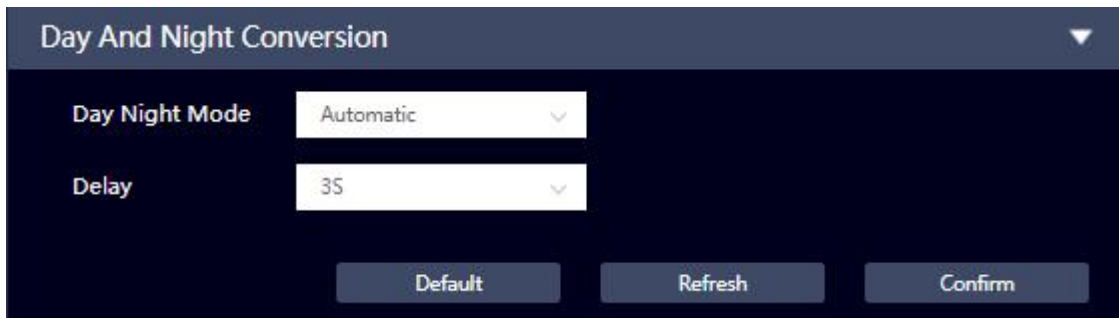 Day And Night Conversion
Day Night Mode Automatic
Delay 3S
Default Refresh Confirm